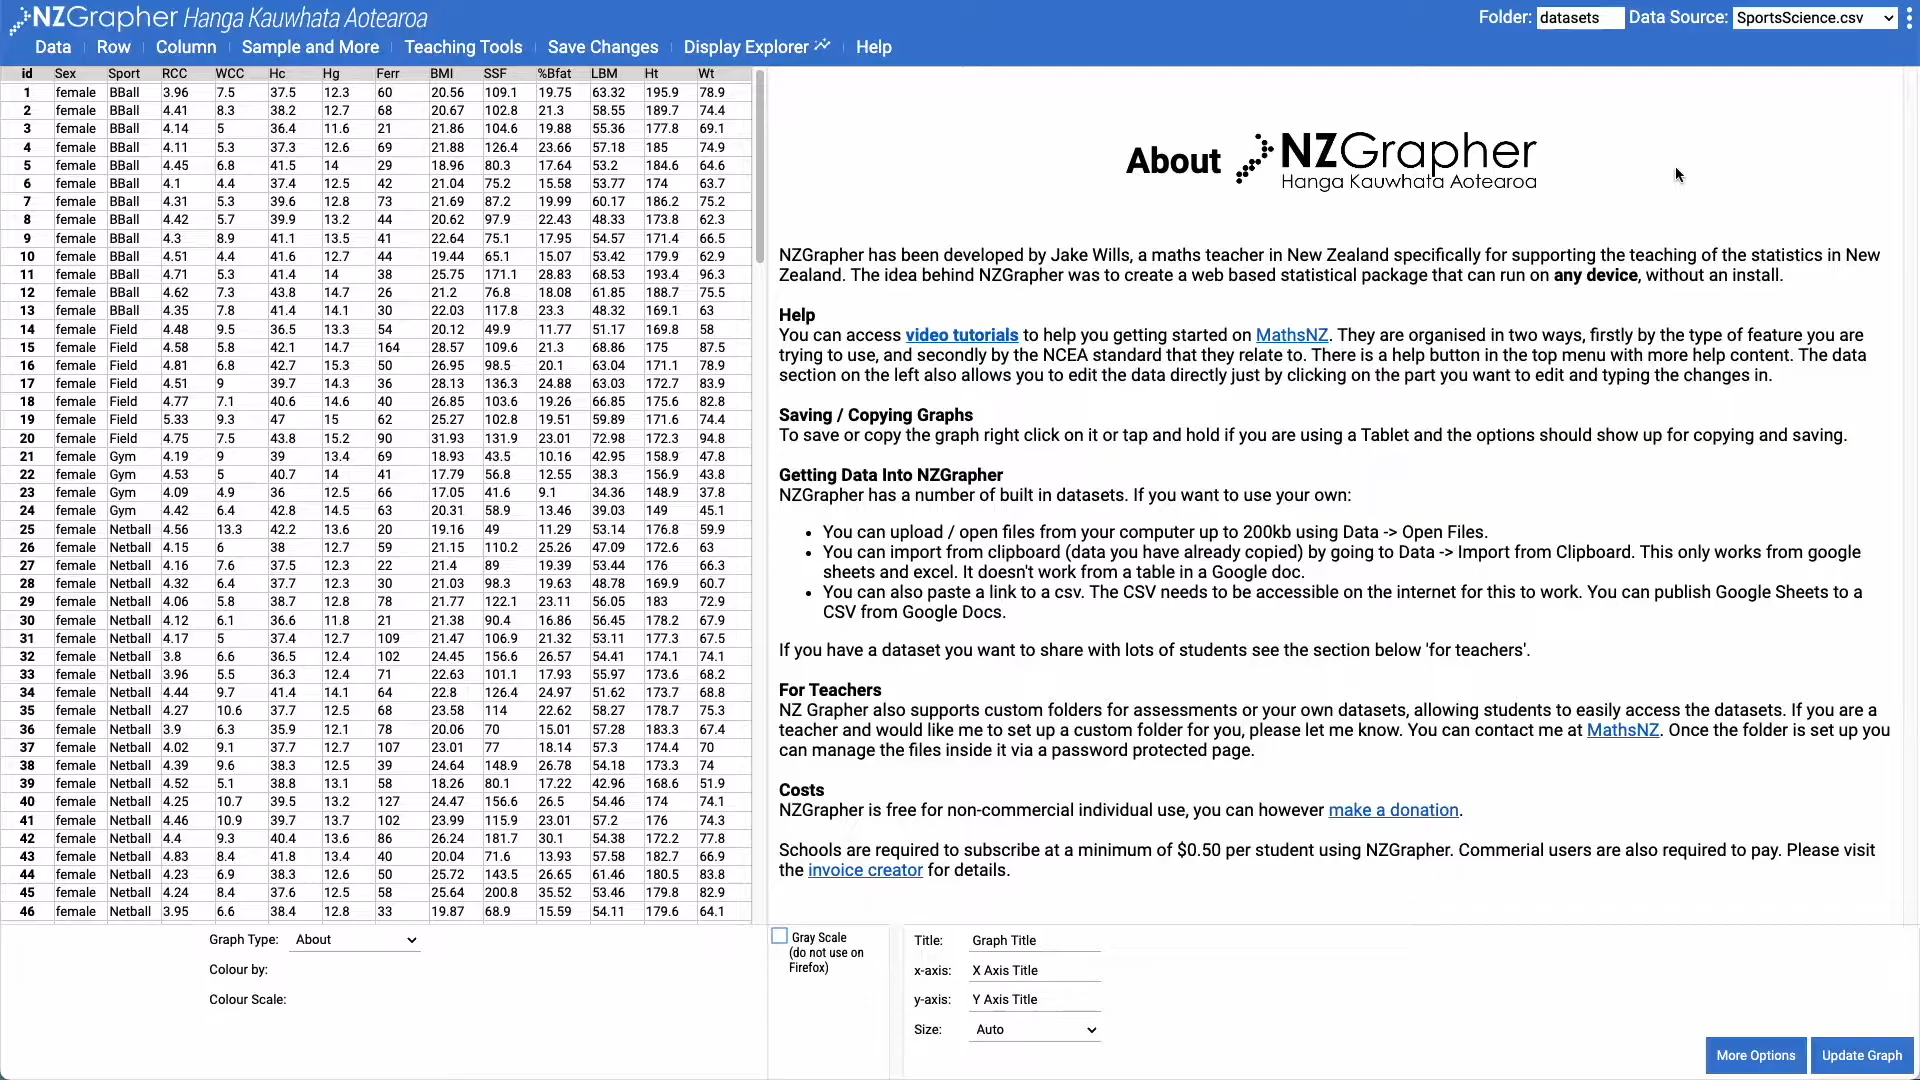 NZGrapher Hanga Kauwhata Aotearoa
Folder: datasets Data Source: SportsScience.csv
Data Row Column Sample and More Teaching Tools Save Changes Display Explorer Help
id Sex Sport RCC WCC Hc Hg Ferr BMI SSF %Bfat LBM Ht Wt
1 female BBall 3.96 7.5 37.5 12.3 60 20.56 109.1 19.75 63.32 195.9 78.9
2 female BBall 4.41 8.3 38.2 12.7 68 20.67 102.8 21.3 58.55 189.7 74.4
3 female BBall 4.14 5 36.4 11.6 21 21.86 104.6 19.88 55.36 177.8 69.1
4 female BBall 4.11 5.3 37.3 12.6 69 21.88 126.4 23.66 57.18 185 74.9
5 female BBall 4.45 6.8 41.5 14 29 18.96 80.3 17.64 53.2 184.6 64.6
6 female BBall 4.1 4.4 37.4 12.5 42 21.04 75.2 15.58 53.77 174 63.7
7 female BBall 4.31 5.3 39.6 12.8 73 21.69 87.2 19.99 60.17 186.2 75.2
8 female BBall 4.42 5.7 39.9 13.2 44 20.62 97.9 22.43 48.33 173.8 62.3
9 female BBall 4.3 8.9 41.1 13.5 41 22.64 75.1 17.95 54.57 171.4 66.5
10 female BBall 4.51 4.4 41.6 12.7 44 19.44 65.1 15.07 53.42 179.9 62.9
11 female BBall 4.71 5.3 41.4 14 38 25.75 171.1 28.83 68.53 193.4 96.3
12 female BBall 4.62 7.3 43.8 14.7 26 21.2 76.8 18.08 61.85 188.7 75.5
13 female BBall 4.35 7.8 41.4 14.1 30 22.03 117.8 23.3 48.32 169.1 63
14 female Field 4.48 9.5 36.5 13.3 54 20.12 49.9 11.77 51.17 169.8 58
15 female Field 4.58 5.8 42.1 14.7 164 28.57 109.6 21.3 68.86 175 87.5
16 female Field 4.81 6.8 42.7 15.3 50 26.95 98.5 20.1 63.04 171.1 78.9
17 female Field 4.51 9 39.7 14.3 36 28.13 136.3 24.88 63.03 172.7 83.9
18 female Field 4.77 7.1 40.6 14.6 40 26.85 103.6 19.26 66.85 175.6 82.8
19 female Field 5.33 9.3 47 15 62 25.27 102.8 19.51 59.89 171.6 74.4
20 female Field 4.75 7.5 43.8 15.2 90 31.93 131.9 23.01 72.98 172.3 94.8
21 female Gym 4.19 9 39 13.4 69 18.93 43.5 10.16 42.95 158.9 47.8
22 female Gym 4.53 5 40.7 14 41 17.79 56.8 12.55 38.3 156.9 43.8
23 female Gym 4.09 4.9 36 12.5 66 17.05 41.6 9.1 34.36 148.9 37.8
24 female Gym 4.42 6.4 42.8 14.5 63 20.31 58.9 13.46 39.03 149 45.1
25 female Netball 4.56 13.3 42.2 13.6 20 19.16 49 11.29 53.14 176.8 59.9
26 female Netball 4.15 6 38 12.7 59 21.15 110.2 25.26 47.09 172.6 63
27 female Netball 4.16 7.6 37.5 12.3 22 21.4 89 19.39 53.44 176 66.3
28 female Netball 4.32 6.4 37.7 12.3 30 21.03 98.3 19.63 48.78 169.9 60.7
29 female Netball 4.06 5.8 38.7 12.8 78 21.77 122.1 23.11 56.05 183 72.9
30 female Netball 4.12 6.1 36.6 11.8 21 21.38 90.4 16.86 56.45 178.2 67.9
31 female Netball 4.17 5 37.4 12.7 109 21.47 106.9 21.32 53.11 177.3 67.5
32 female Netball 3.8 6.6 36.5 12.4 102 24.45 156.6 26.57 54.41 174.1 74.1
33 female Netball 3.96 5.5 36.3 12.4 71 22.63 101.1 17.93 55.97 173.6 68.2
34 female Netball 4.44 9.7 41.4 14.1 64 22.8 126.4 24.97 51.62 173.7 68.8
35 female Netball 4.27 10.6 37.7 12.5 68 23.58 114 22.62 58.27 178.7 75.3
36 female Netball 3.9 6.3 35.9 12.1 78 20.06 70 15.01 57.28 183.3 67.4
37 female Netball 4.02 9.1 37.7 12.7 107 23.01 77 18.14 57.3 174.4 70
38 female Netball 4.39 9.6 38.3 12.5 39 24.64 148.9 26.78 54.18 173.3 74
39 female Netball 4.52 5.1 38.8 13.1 58 18.26 80.1 17.22 42.96 168.6 51.9
40 female Netball 4.25 10.7 39.5 13.2 127 24.47 156.6 26.5 54.46 174 74.1
41 female Netball 4.46 10.9 39.7 13.7 102 23.99 115.9 23.01 57.2 176 74.3
42 female Netball 4.4 9.3 40.4 13.6 86 26.24 181.7 30.1 54.38 172.2 77.8
43 female Netball 4.83 8.4 41.8 13.4 40 20.04 71.6 13.93 57.58 182.7 66.9
44 female Netball 4.23 6.9 38.3 12.6 50 25.72 143.5 26.65 61.46 180.5 83.8
45 female Netball 4.24 8.4 37.6 12.5 58 25.64 200.8 35.52 53.46 179.8 82.9
46 female Netball 3.95 6.6 38.4 12.8 33 19.87 68.9 15.59 54.11 179.6 64.1
About NZGrapher
Hanga Kauwhata Aotearoa
NZGrapher has been developed by Jake Wills, a maths teacher in New Zealand specifically for supporting the teaching of the statistics in New
Zealand. The idea behind NZGrapher was to create a web based statistical package that can run on any device, without an install.
Help
You can access video tutorials to help you getting started on MathsNZ. They are organised in two ways, firstly by the type of feature you are
trying to use, and secondly by the NCEA standard that they relate to. There is a help button in the top menu with more help content. The data
section on the left also allows you to edit the data directly just by clicking on the part you want to edit and typing the changes in.
Saving / Copying Graphs
To save or copy the graph right click on it or tap and hold if you are using a Tablet and the options should show up for copying and saving.
Getting Data Into NZGrapher
NZGrapher has a number of built in datasets. If you want to use your own:
• You can upload / open files from your computer up to 200kb using Data -> Open Files.
• You can import from clipboard (data you have already copied) by going to Data -> Import from Clipboard. This only works from google
sheets and excel. It doesn't work from a table in a Google doc.
• You can also paste a link to a csv. The CSV needs to be accessible on the internet for this to work. You can publish Google Sheets to a
CSV from Google Docs.
If you have a dataset you want to share with lots of students see the section below 'for teachers'.
For Teachers
NZ Grapher also supports custom folders for assessments or your own datasets, allowing students to easily access the datasets. If you are a
teacher and would like me to set up a custom folder for you, please let me know. You can contact me at MathsNZ. Once the folder is set up you
can manage the files inside it via a password protected page.
Costs
NZGrapher is free for non-commercial individual use, you can however make a donation.
Schools are required to subscribe at a minimum of $0.50 per student using NZGrapher. Commerial users are also required to pay. Please visit
the invoice creator for details.
Graph Type: About
Colour by:
Colour Scale:
Gray Scale
(do not use on
Firefox)
Title: Graph Title
x-axis: X Axis Title
y-axis: Y Axis Title
Size: Auto
More Options Update Graph